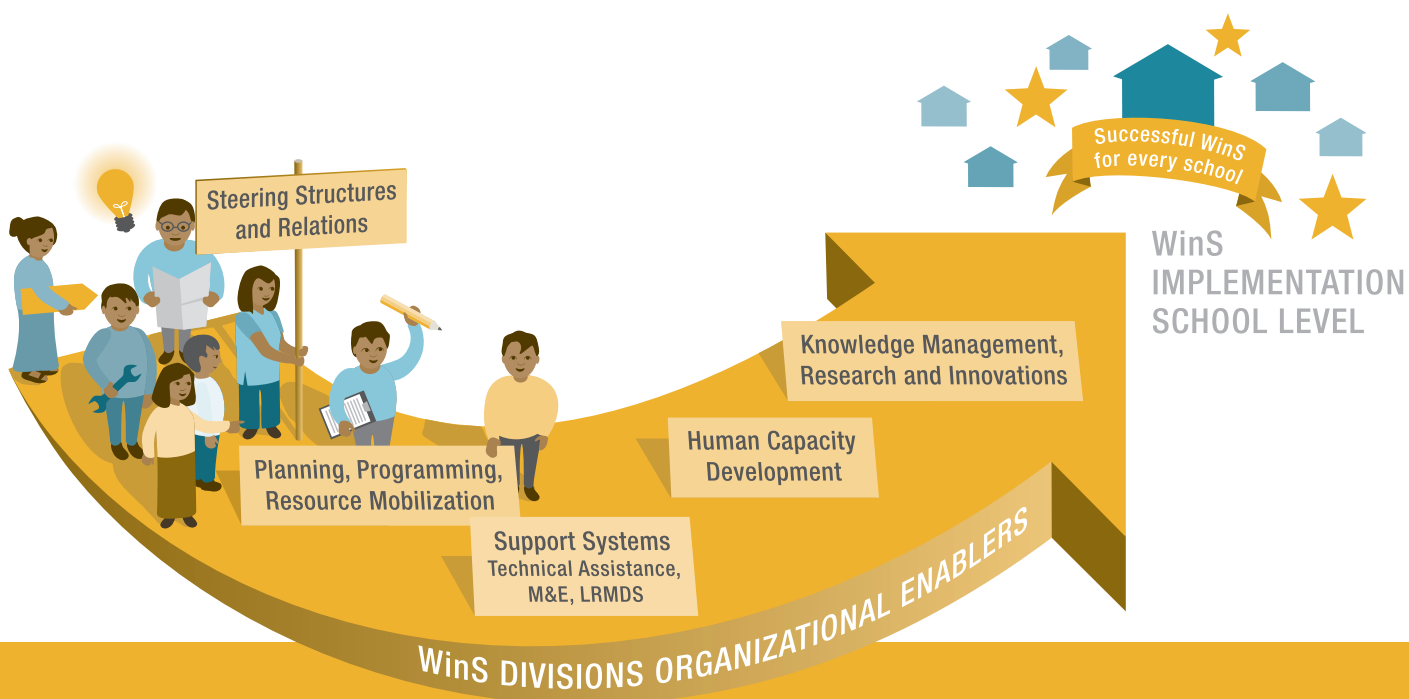 Successful WinS
for every school
WinS
IMPLEMENTATION
SCHOOL LEVEL
Steering Structures
and Relations
Planning, Programming,
Resource Mobilization
Support Systems
Technical Assistance,
M&E, LRMDS
Human Capacity
Development
Knowledge Management,
Research and Innovations
WinS DIVISIONS ORGANIZATIONAL ENABLERS